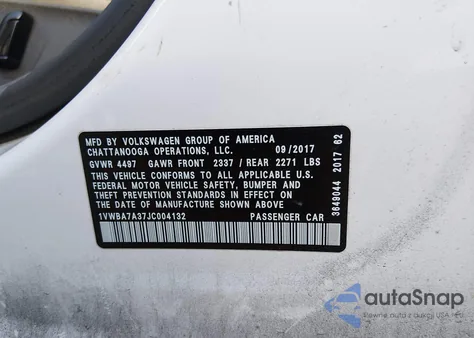 MFD BY VOLKSWAGEN GROUP OF AMERICA
CHATTANOOGA OPERATIONS, LLC. 09/2017
GVWR 4497 GAWR FRONT 2337 / REAR 2271 LBS
THIS VEHICLE CONFORMS TO ALL APPLICABLE U.S.
FEDERAL MOTOR VEHICLE SAFETY, BUMPER AND
THEFT PREVENTION STANDARDS IN EFFECT ON THE
DATE OF MANUFACTURE SHOWN ABOVE.
1VWBA7A37JC004132 PASSENGER CAR
3649044 2017 62
autoSnap